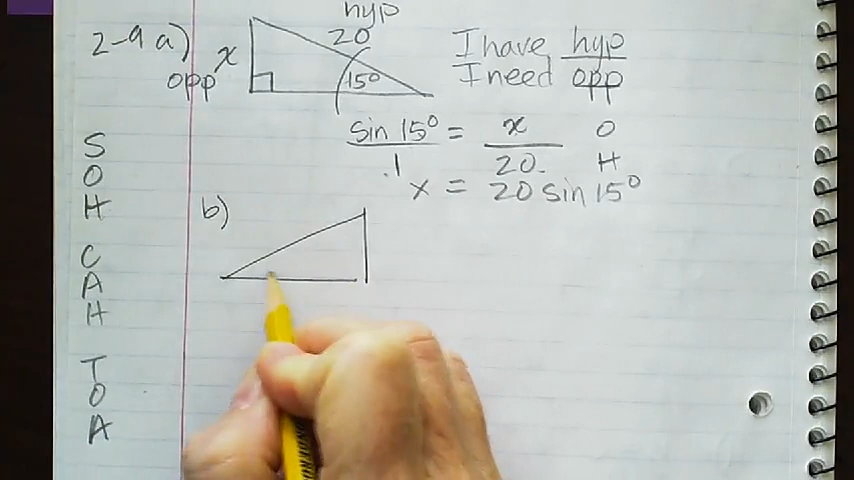 hyp
2-9 a) x 20 I have hyp
opp 15° I need opp
sin 15° = x O
1 20 H
x = 20 sin 15°
b)
S
O
H
C
A
H
T
O
A